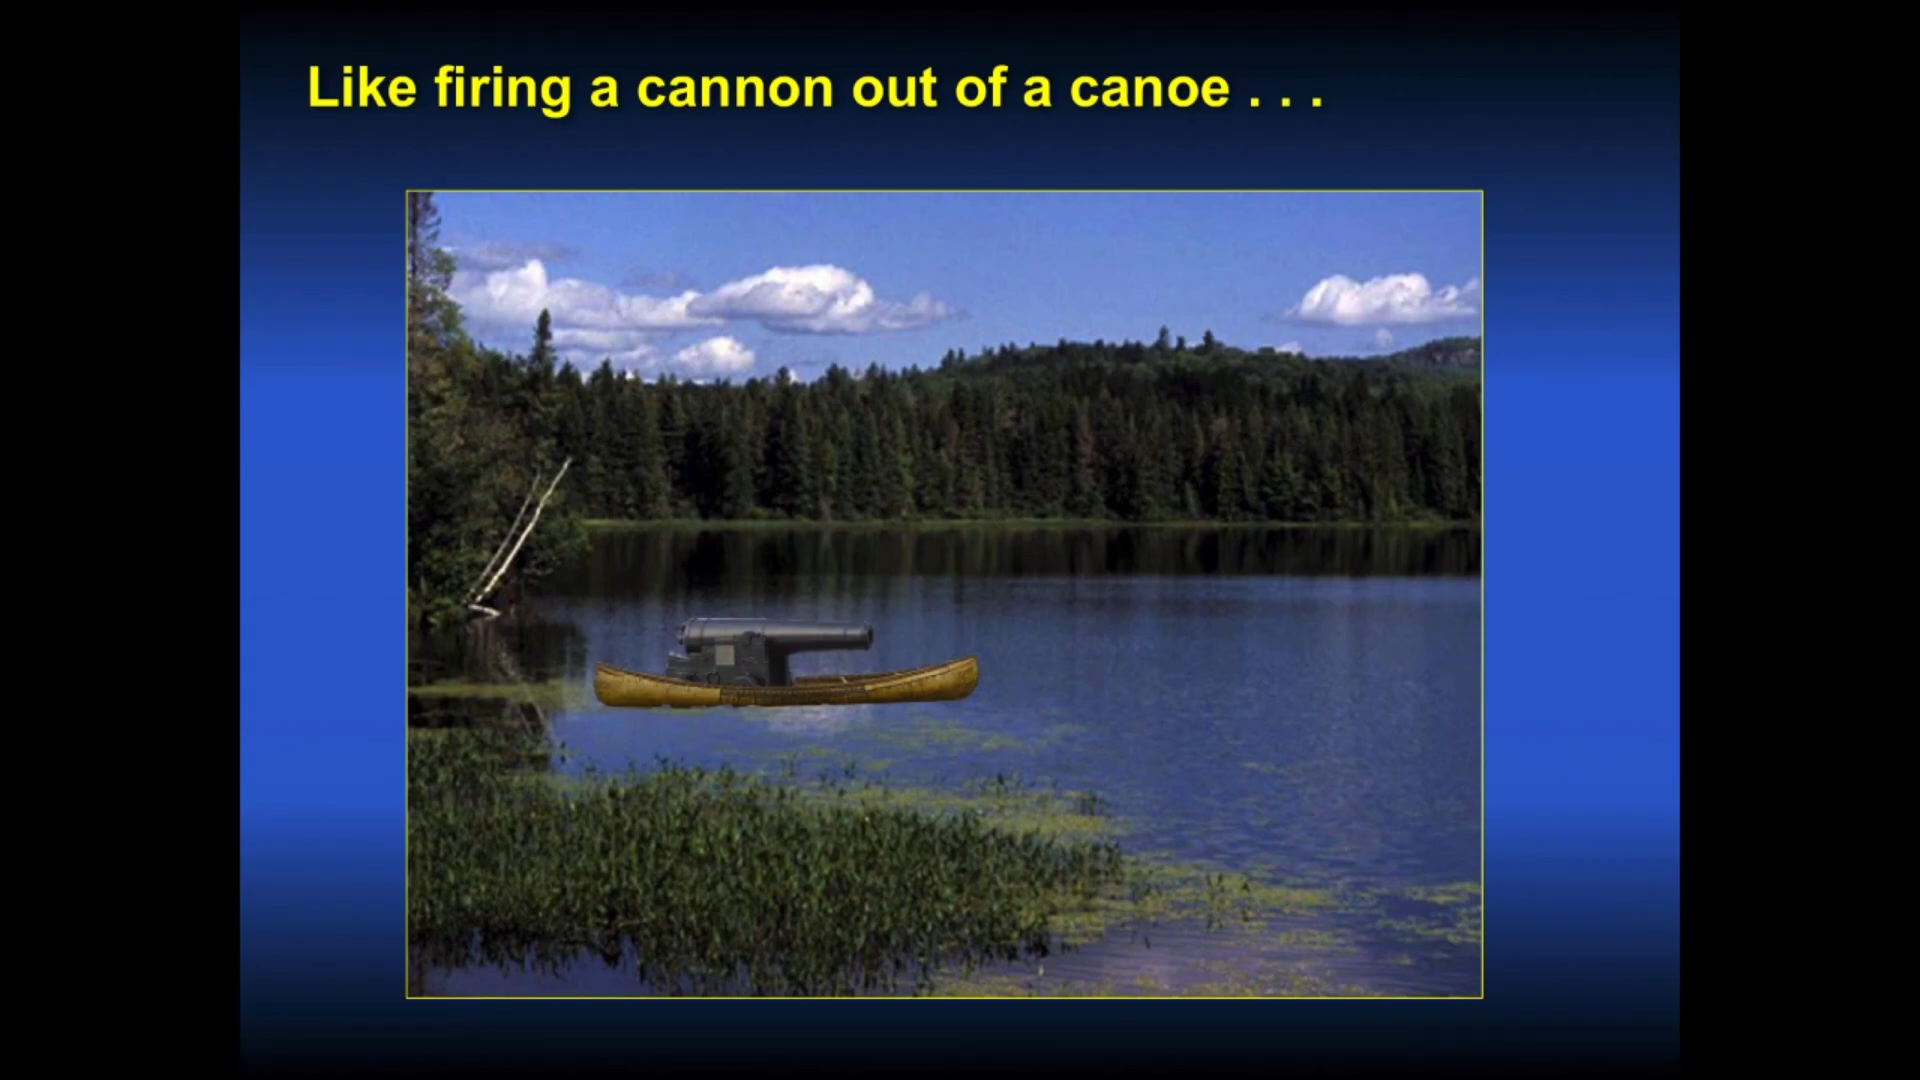 Like firing a cannon out of a canoe . . .